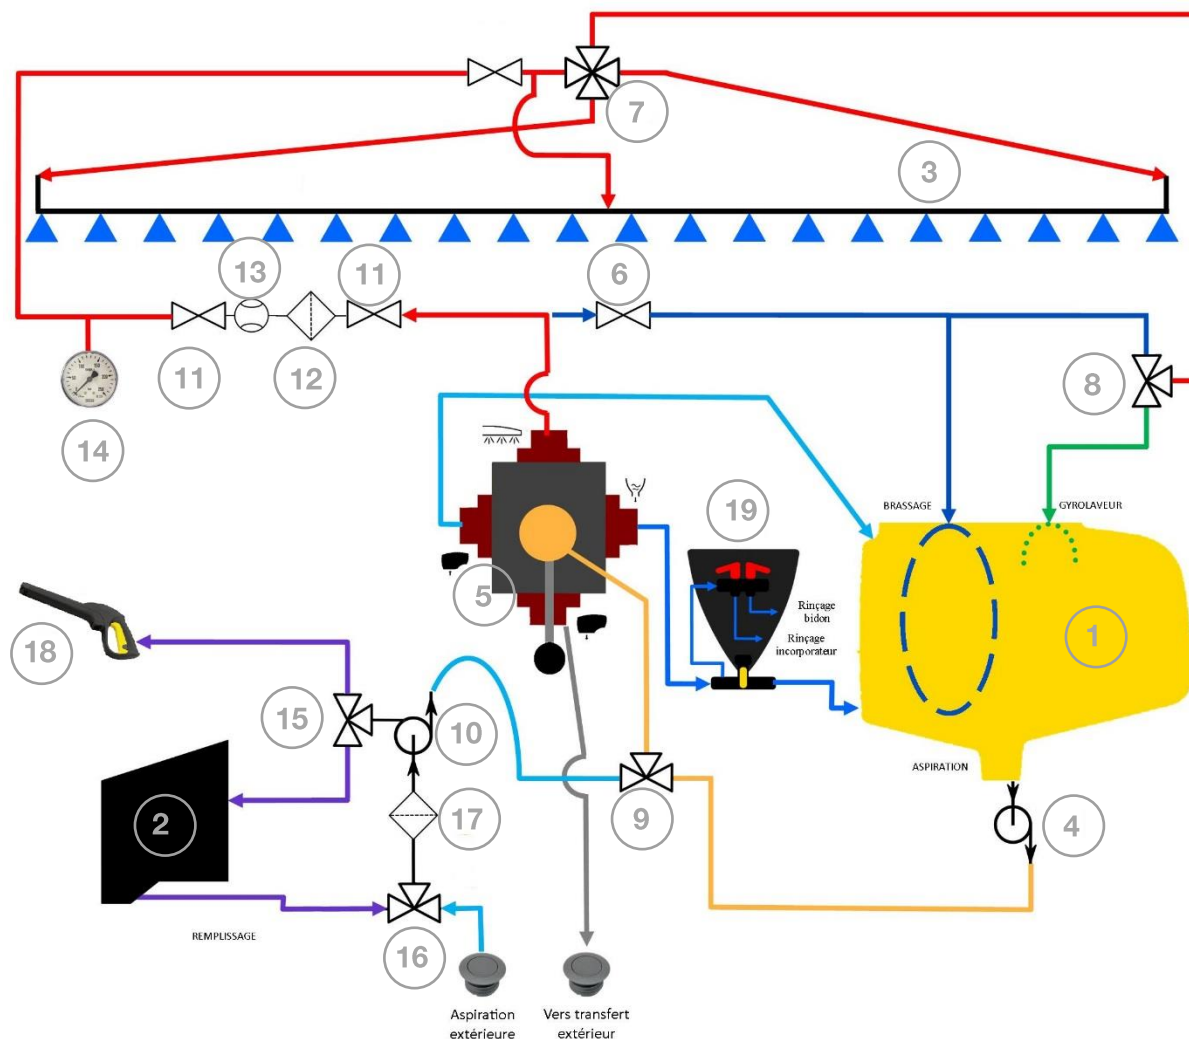 7
3
13
11
6
11
12
8
14
BRASSAGE
GYROLAVEUR
19
5
Rinçage
bidon
Rinçage
incorporateur
1
18
15
10
ASPIRATION
2
17
9
4
REMPLISSAGE
16
Aspiration
extérieure
Vers transfert
extérieur